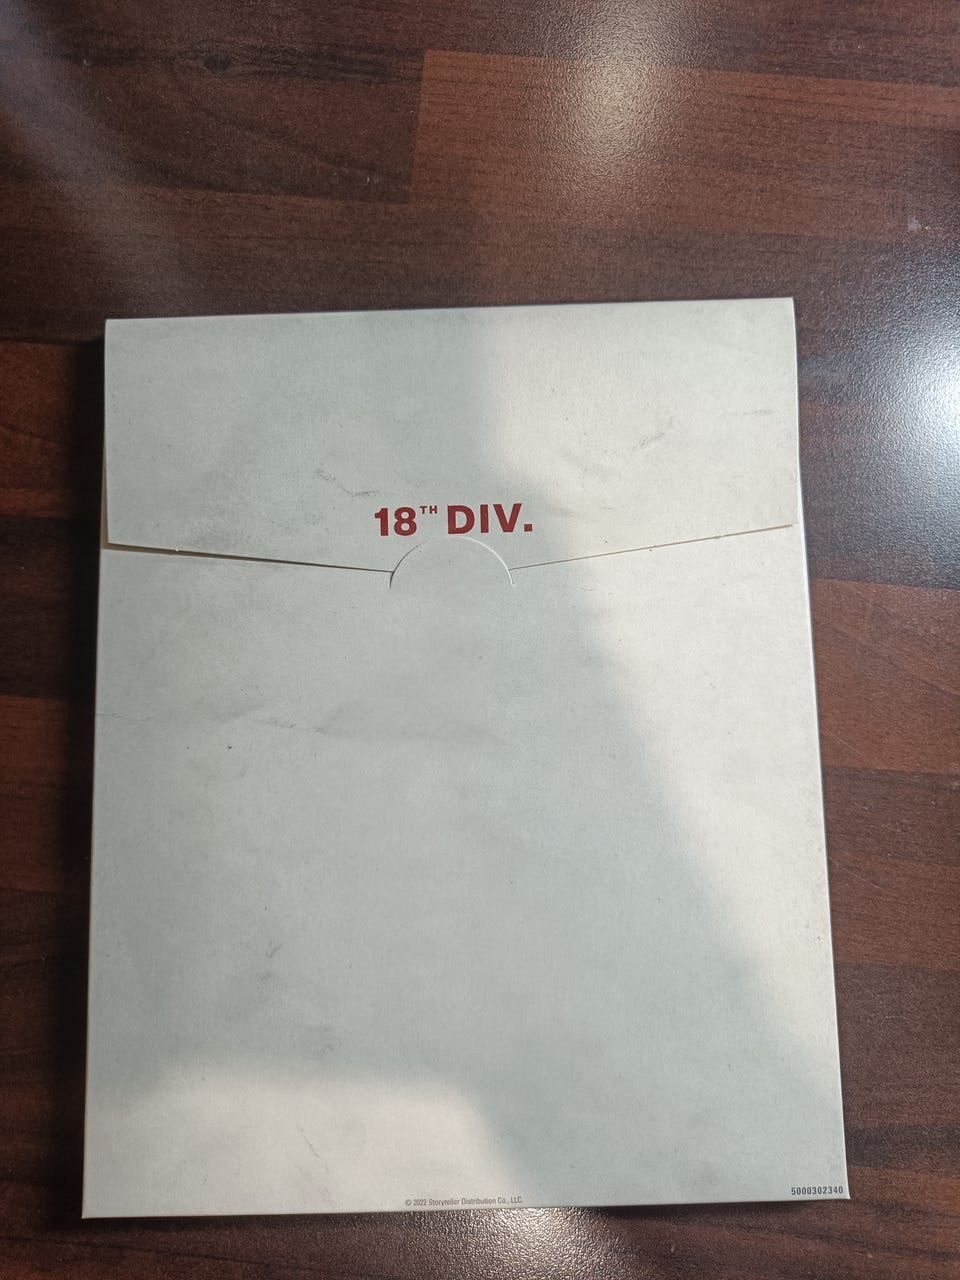 18TH DIV.
© 2022 Storyteller Distribution Co., LLC.
5000302340